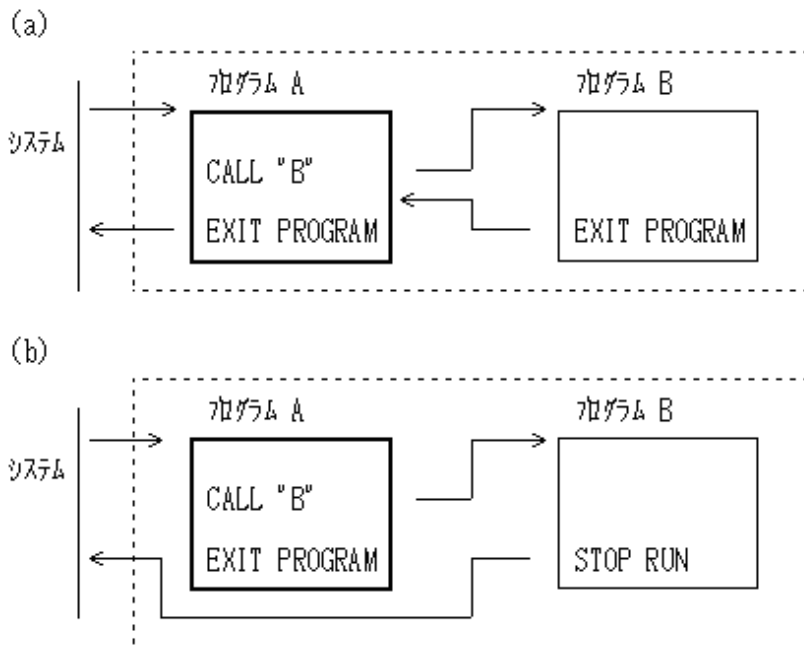 (a)
プログラム A
プログラム B
システム
CALL "B"
EXIT PROGRAM
EXIT PROGRAM
(b)
プログラム A
プログラム B
システム
CALL "B"
EXIT PROGRAM
STOP RUN